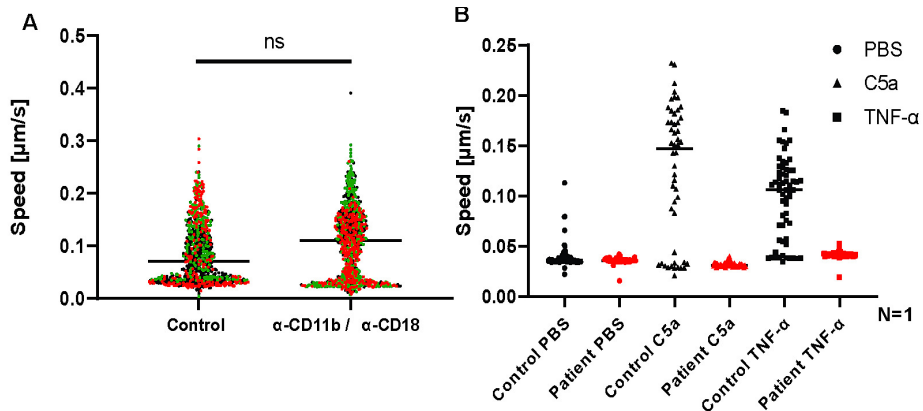 A
Speed [µm/s]
0.5
0.4
0.3
0.2
0.1
0.0
ns
Control
α-CD11b / α-CD18
B
Speed [µm/s]
0.25
0.20
0.15
0.10
0.05
0.00
PBS
C5a
TNF-α
Control PBS
Patient PBS
Control C5a
Patient C5a
Control TNF-α
Patient TNF-α
N=1